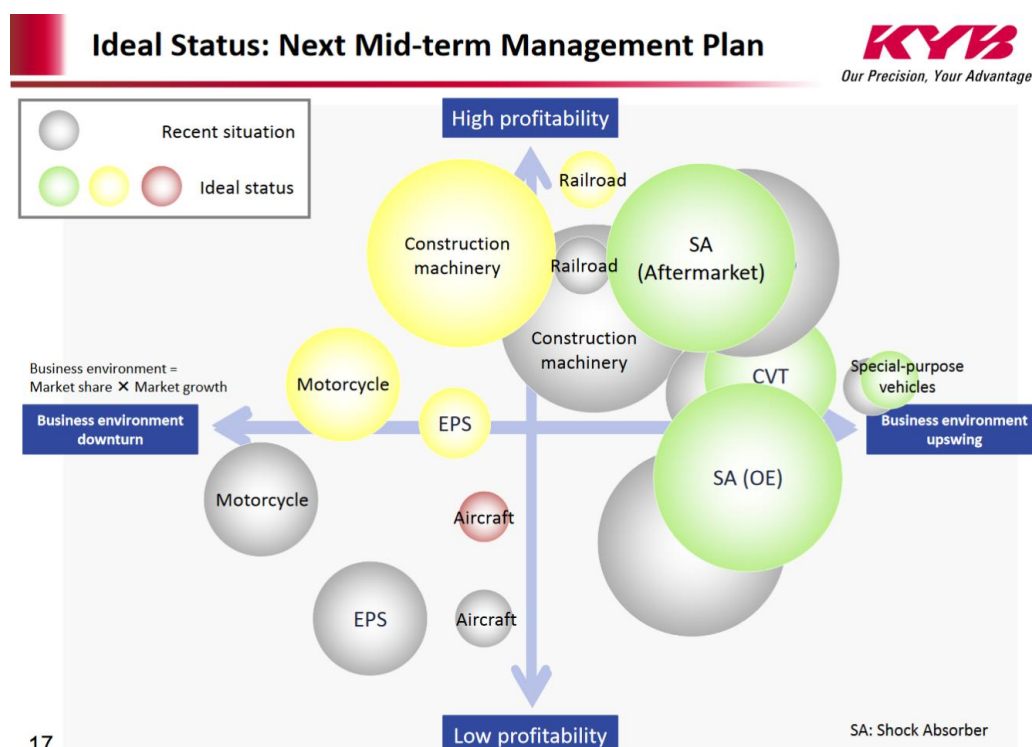 Ideal Status: Next Mid-term Management Plan
KYB
Our Precision, Your Advantage
High profitability
Recent situation
Ideal status
Railroad
Construction
machinery
SA
(Aftermarket)
Railroad
Construction
machinery
Business environment =
Market share × Market growth
Motorcycle
CVT
Special-purpose
vehicles
EPS
Business environment
downturn
Business environment
upswing
SA (OE)
Motorcycle
Aircraft
EPS
Aircraft
Low profitability
SA: Shock Absorber
17